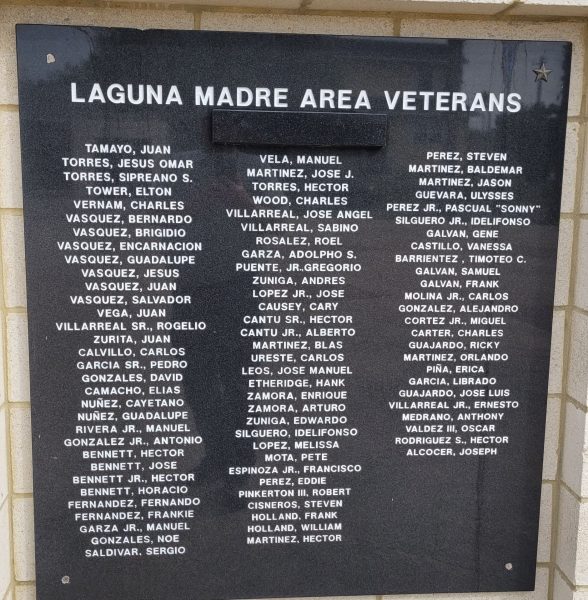 LAGUNA MADRE AREA VETERANS
TAMAYO, JUAN
TORRES, JESUS OMAR
TORRES, SIPREANO S.
TOWER, ELTON
VERNAM, CHARLES
VASQUEZ, BERNARDO
VASQUEZ, BRIGIDIO
VASQUEZ, ENCARNACION
VASQUEZ, GUADALUPE
VASQUEZ, JESUS
VASQUEZ, JUAN
VASQUEZ, SALVADOR
VEGA, JUAN
VILLARREAL SR., ROGELIO
ZURITA, JUAN
CALVILLO, CARLOS
GARCIA SR., PEDRO
GONZALES, DAVID
CAMACHO, ELIAS
NUÑEZ, CAYETANO
NUÑEZ, GUADALUPE
RIVERA JR., MANUEL
GONZALEZ JR., ANTONIO
BENNETT, HECTOR
BENNETT, JOSE
BENNETT JR., HECTOR
BENNETT, HORACIO
FERNANDEZ, FERNANDO
FERNANDEZ, FRANKIE
GARZA JR., MANUEL
GONZALES, NOE
SALDIVAR, SERGIO
VELA, MANUEL
MARTINEZ, JOSE J.
TORRES, HECTOR
WOOD, CHARLES
VILLARREAL, JOSE ANGEL
VILLARREAL, SABINO
ROSALEZ, ROEL
GARZA, ADOLPHO S.
PUENTE, JR.,GREGORIO
ZUNIGA, ANDRES
LOPEZ JR., JOSE
CAUSEY, CARY
CANTU SR., HECTOR
CANTU JR., ALBERTO
MARTINEZ, BLAS
URESTE, CARLOS
LEOS, JOSE MANUEL
ETHERIDGE, HANK
ZAMORA, ENRIQUE
ZAMORA, ARTURO
ZUNIGA, EDWARDO
SILGUERO, IDELIFONSO
LOPEZ, MELISSA
MOTA, PETE
ESPINOZA JR., FRANCISCO
PEREZ, EDDIE
PINKERTON III, ROBERT
CISNEROS, STEVEN
HOLLAND, FRANK
HOLLAND, WILLIAM
MARTINEZ, HECTOR
PEREZ, STEVEN
MARTINEZ, BALDEMAR
MARTINEZ, JASON
GUEVARA, ULYSSES
PEREZ JR., PASCUAL "SONNY"
SILGUERO JR., IDELIFONSO
GALVAN, GENE
CASTILLO, VANESSA
BARRIENTEZ , TIMOTEO C.
GALVAN, SAMUEL
GALVAN, FRANK
MOLINA JR., CARLOS
GONZALEZ, ALEJANDRO
CORTEZ JR., MIGUEL
CARTER, CHARLES
GUAJARDO, RICKY
MARTINEZ, ORLANDO
PIÑA, ERICA
GARCIA, LIBRADO
GUAJARDO, JOSE LUIS
VILLARREAL JR., ERNESTO
MEDRANO, ANTHONY
VALDEZ III, OSCAR
RODRIGUEZ S., HECTOR
ALCOCER, JOSEPH